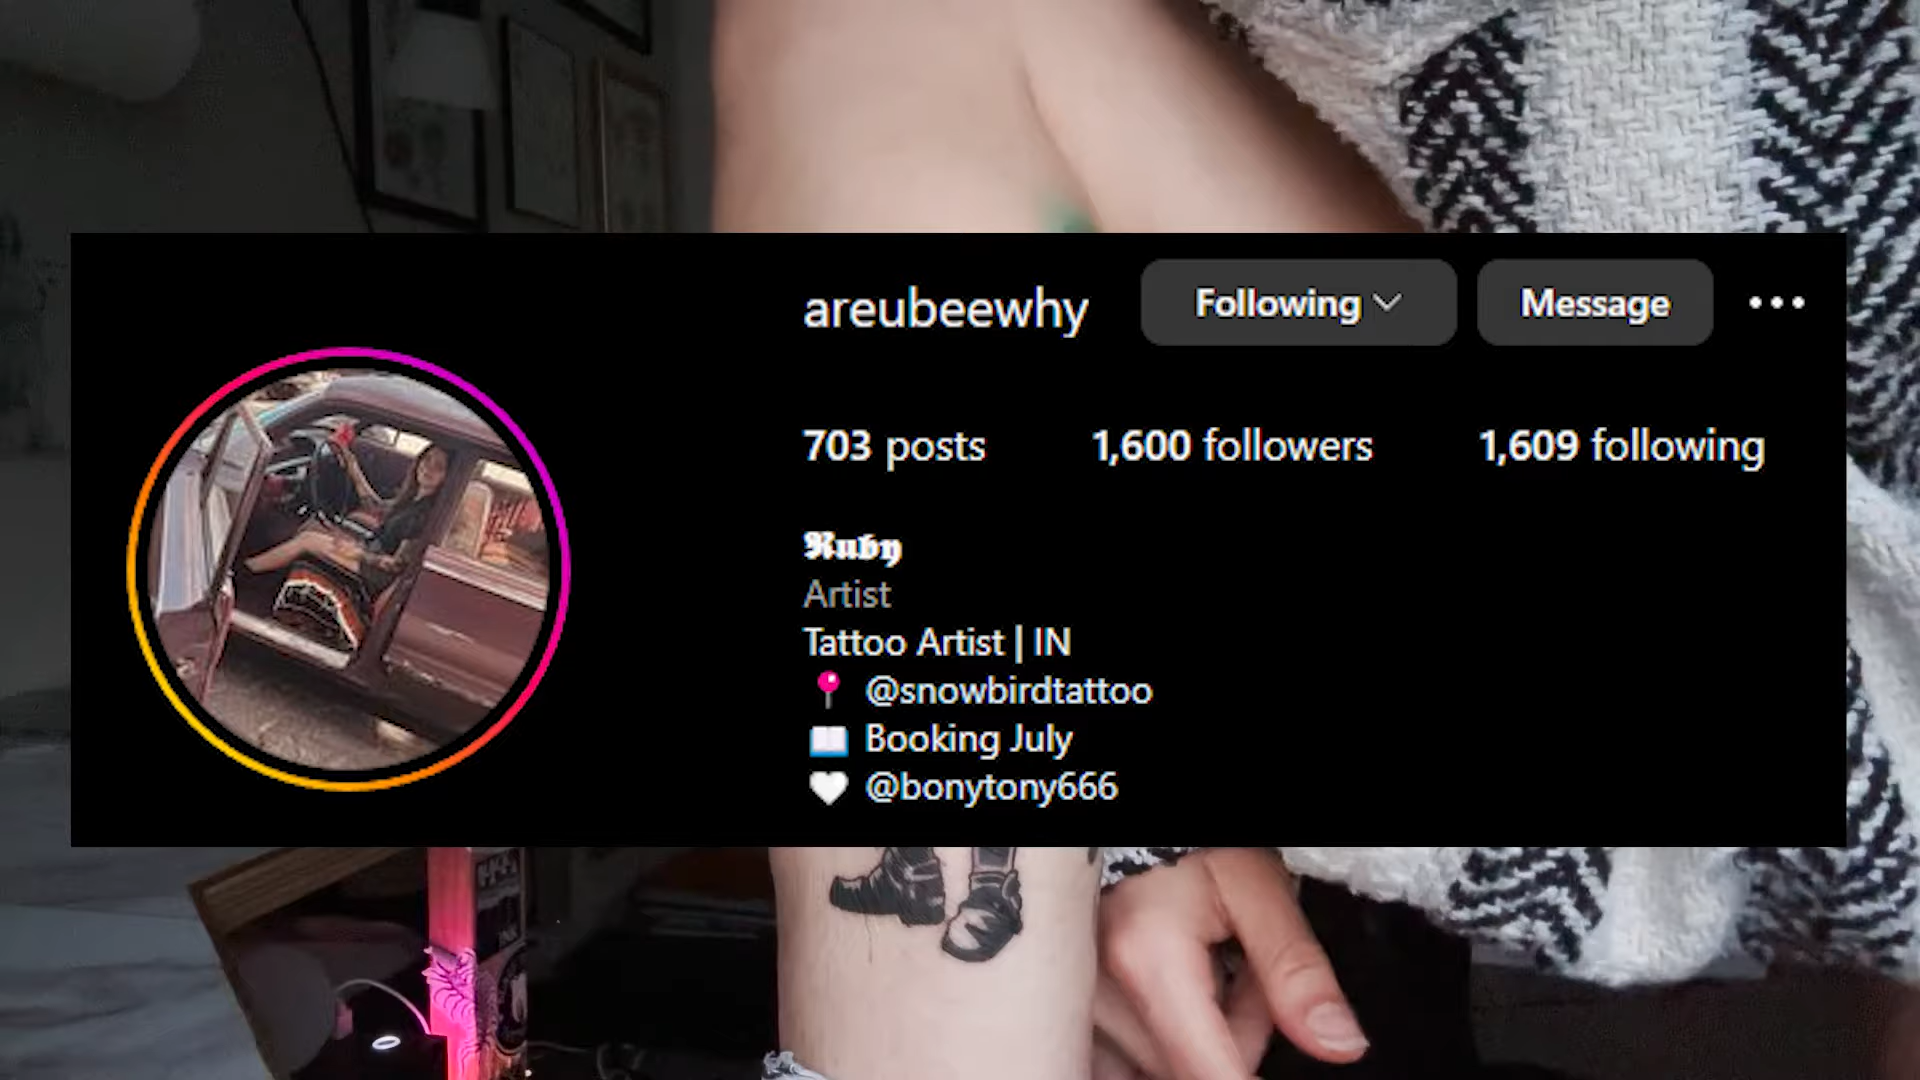 areubeewhy Following Message
703 posts 1,600 followers 1,609 following
Ruby
Artist
Tattoo Artist | IN
📍 @snowbirdtattoo
📖 Booking July
🤍 @bonytony666